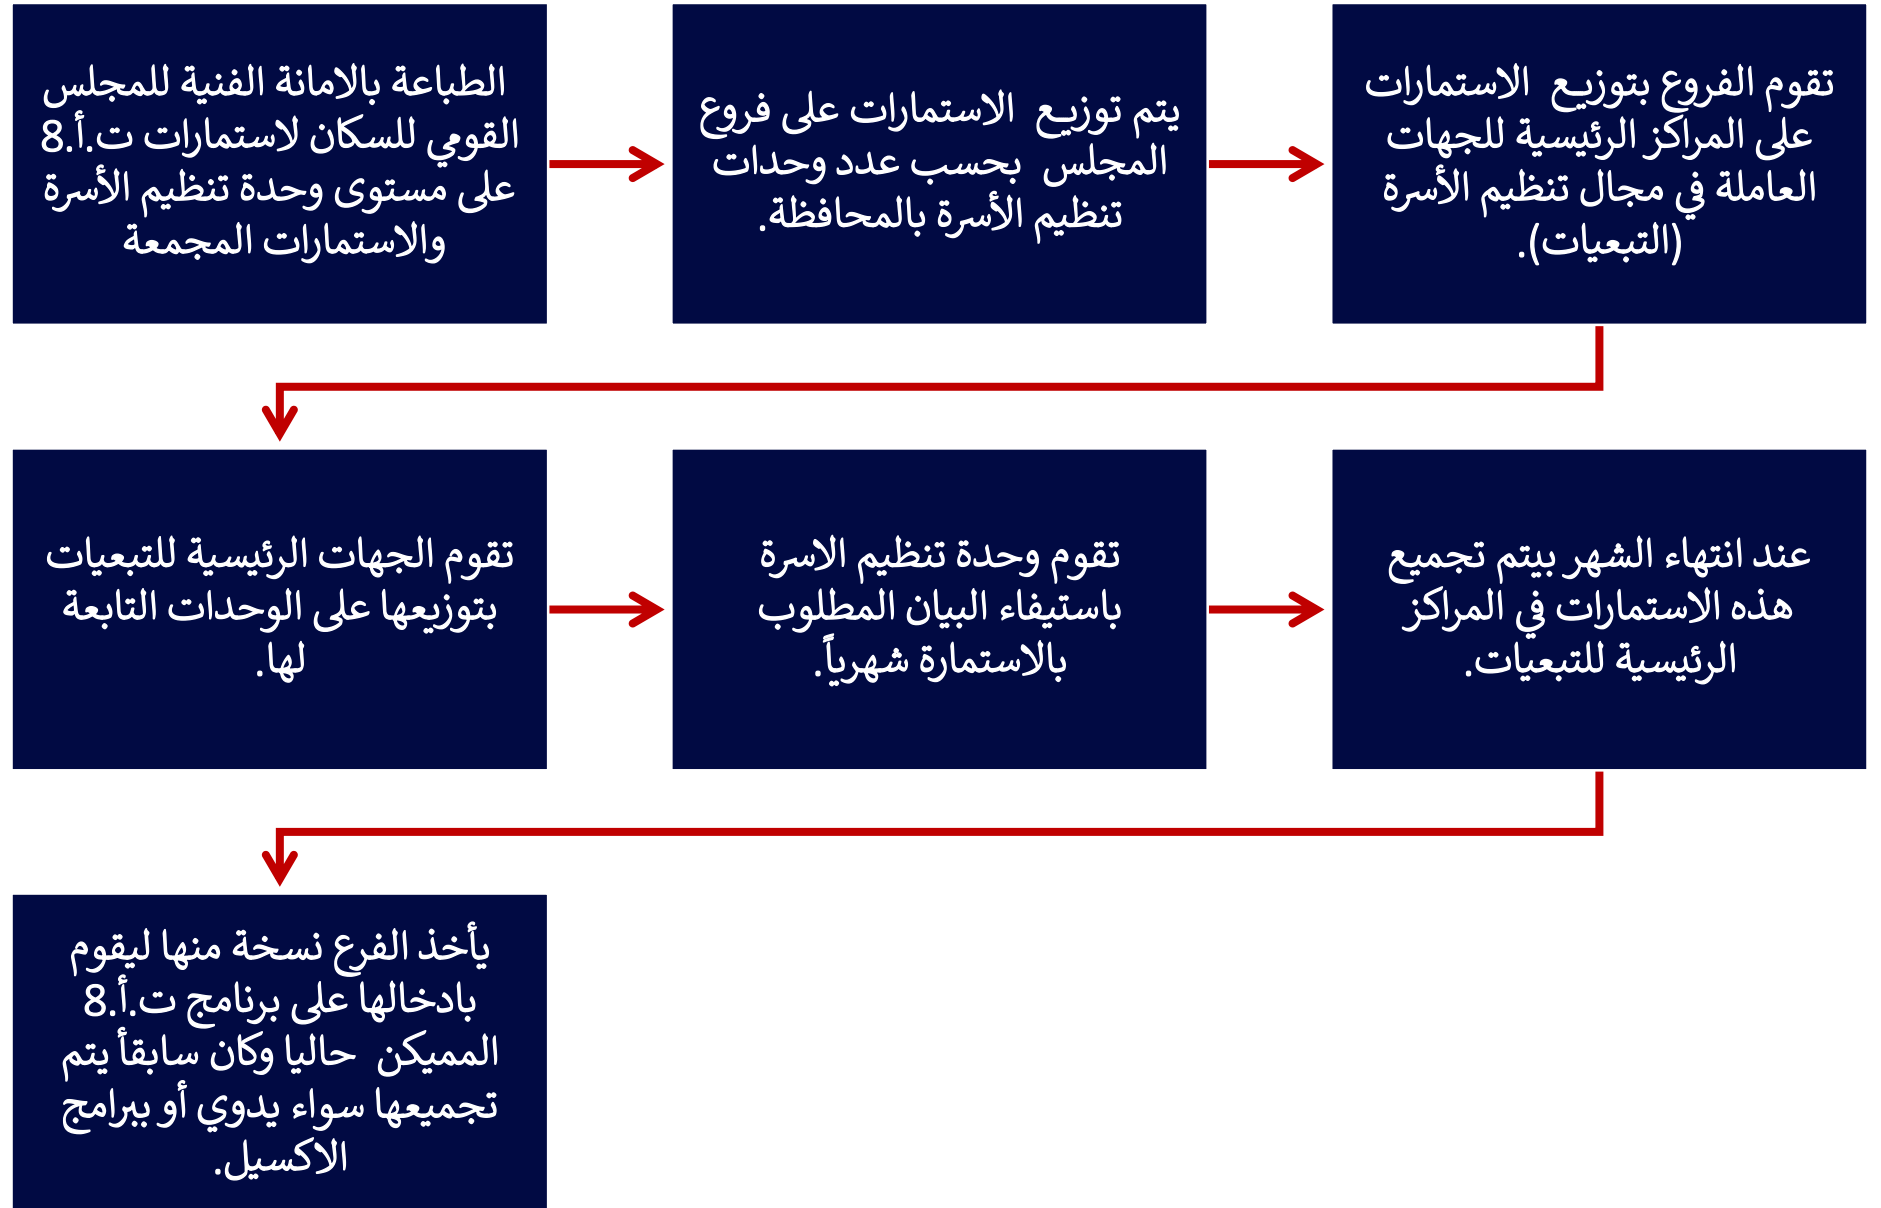 الطباعة بالامانة الفنية للمجلس
القومي للسكان لاستمارات ت.أ.8
على مستوى وحدة تنظيم الأسرة
والاستمارات المجمعة
يتم توزيع الاستمارات على فروع
المجلس بحسب عدد وحدات
تنظيم الأسرة بالمحافظة.
تقوم الفروع بتوزيع الاستمارات
على المراكز الرئيسية للجهات
العاملة في مجال تنظيم الأسرة
(التبعيات).
تقوم الجهات الرئيسية للتبعيات
بتوزيعها على الوحدات التابعة
لها.
تقوم وحدة تنظيم الاسرة
باستيفاء البيان المطلوب
بالاستمارة شهرياً.
عند انتهاء الشهر بيتم تجميع
هذه الاستمارات في المراكز
الرئيسية للتبعيات.
يأخذ الفرع نسخة منها ليقوم
بادخالها على برنامج ت.أ.8
المميكن حاليا وكان سابقأ يتم
تجميعها سواء يدوي أو ببرامج
الاكسيل.